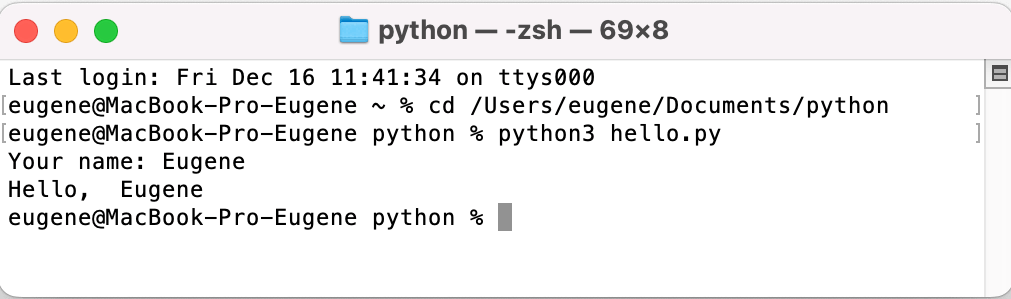 python — -zsh — 69×8
Last login: Fri Dec 16 11:41:34 on ttys000
[eugene@MacBook-Pro-Eugene ~ % cd /Users/eugene/Documents/python ]
[eugene@MacBook-Pro-Eugene python % python3 hello.py ]
Your name: Eugene
Hello,  Eugene
eugene@MacBook-Pro-Eugene python %